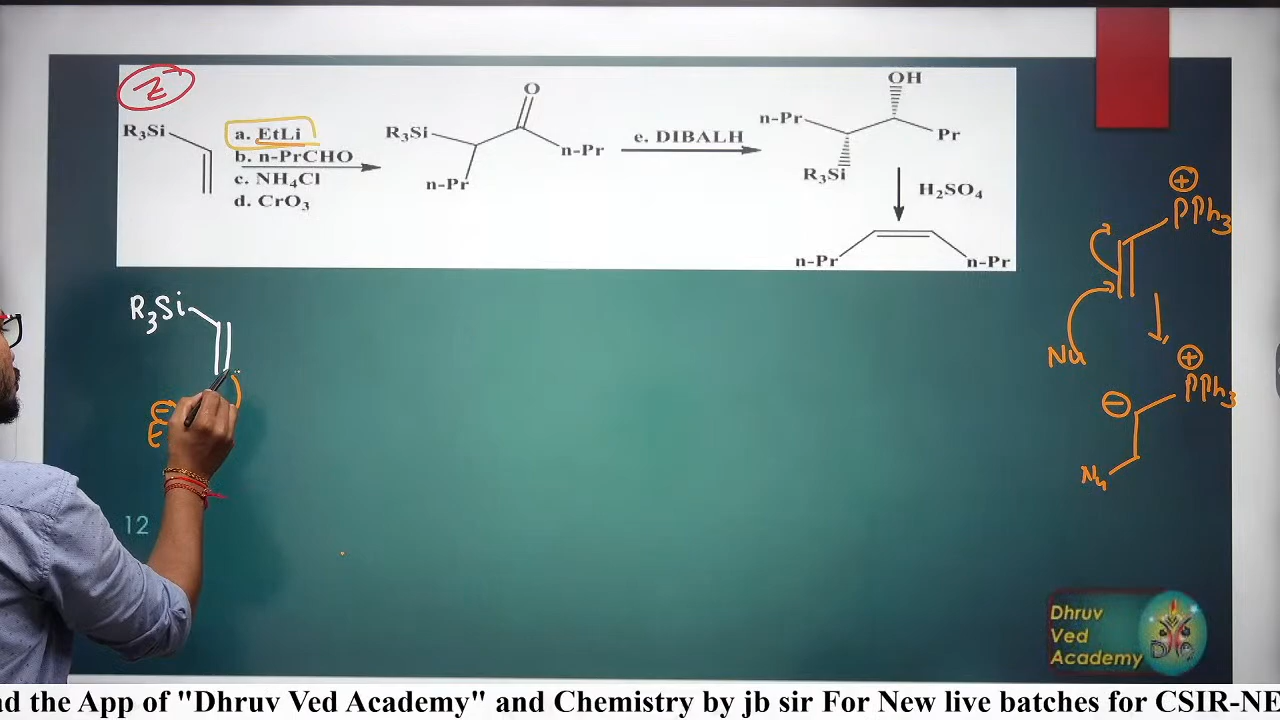 Z
R₃Si
a. EtLi
b. n-PrCHO
c. NH₄Cl
d. CrO₃
O
R₃Si
n-Pr
n-Pr
e. DIBALH
OH
n-Pr
Pr
R₃Si
H₂SO₄
n-Pr
n-Pr
R₃Si
⊕
PPh₃
Nu
⊕
⊖
PPh₃
Nu
12
Dhruv
Ved
Academy
ad the App of "Dhruv Ved Academy" and Chemistry by jb sir For New live batches for CSIR-NE